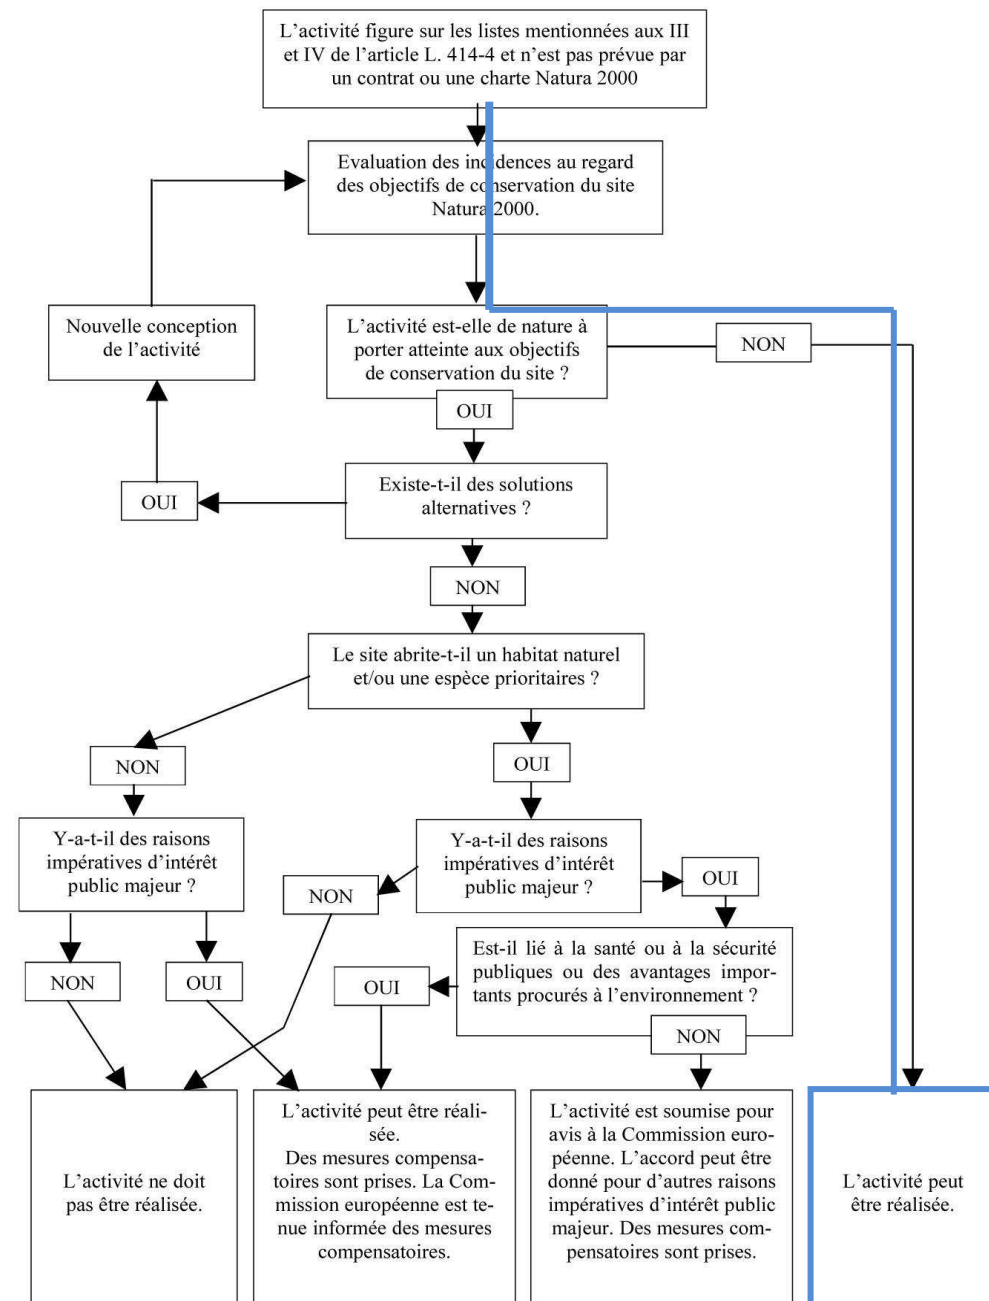 L’activité figure sur les listes mentionnées aux III
et IV de l’article L. 414-4 et n’est pas prévue par
un contrat ou une charte Natura 2000
Evaluation des incidences au regard
des objectifs de conservation du site
Natura 2000.
Nouvelle conception
de l’activité
L’activité est-elle de nature à
porter atteinte aux objectifs
de conservation du site ?
NON
OUI
Existe-t-il des solutions
alternatives ?
OUI
NON
Le site abrite-t-il un habitat naturel
et/ou une espèce prioritaires ?
NON
OUI
Y-a-t-il des raisons
impératives d’intérêt
public majeur ?
Y-a-t-il des raisons
impératives d’intérêt
public majeur ?
NON
OUI
Est-il lié à la santé ou à la sécurité
publiques ou des avantages impor-
tants procurés à l’environnement ?
NON
OUI
OUI
NON
L’activité ne doit
pas être réalisée.
L’activité peut être réali-
sée.
Des mesures compensa-
toires sont prises. La Com-
mission européenne est te-
nue informée des mesures
compensatoires.
L’activité est soumise pour
avis à la Commission euro-
péenne. L’accord peut être
donné pour d’autres raisons
impératives d’intérêt public
majeur. Des mesures com-
pensatoires sont prises.
L’activité peut
être réalisée.